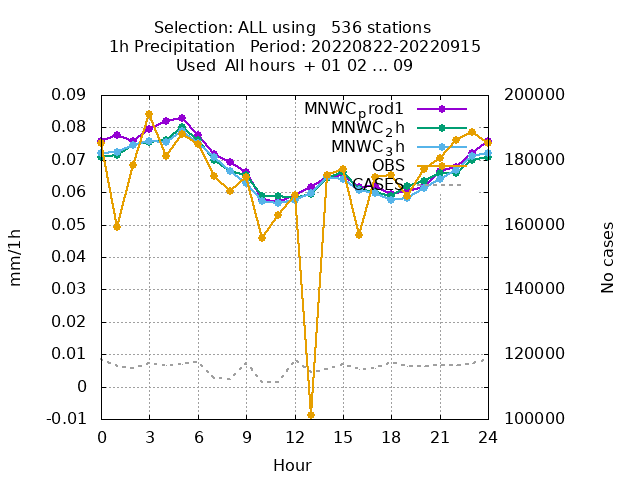 Selection: ALL using   536 stations
1h Precipitation   Period: 20220822-20220915
Used  All hours  + 01 02 ... 09
0.09
0.08
0.07
0.06
0.05
0.04
0.03
0.02
0.01
0
-0.01
200000
180000
160000
140000
120000
100000
0 3 6 9 12 15 18 21 24
mm/1h
No cases
Hour
MNWCprod1
MNWC2h
MNWC3h
OBS
CASES